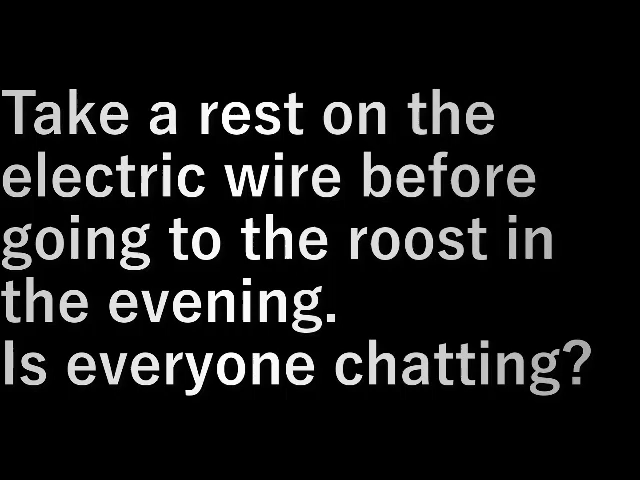 Take a rest on the
electric wire before
going to the roost in
the evening.
Is everyone chatting?